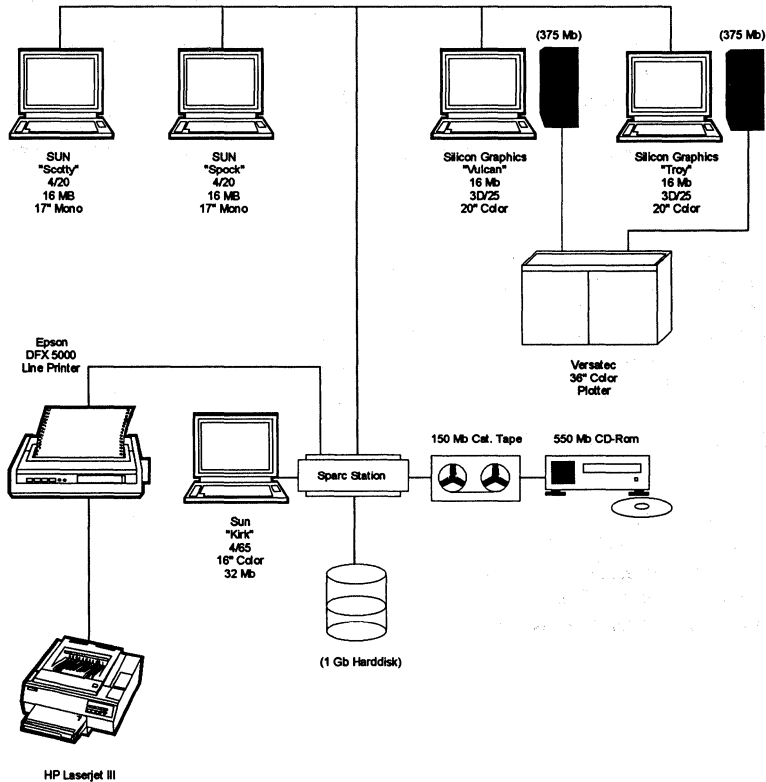 (375 Mb)
(375 Mb)
SUN
"Scotty"
4/20
16 MB
17" Mono
SUN
"Spock"
4/20
16 MB
17" Mono
Silicon Graphics
"Vulcan"
16 Mb
3D/25
20" Color
Silicon Graphics
"Troy"
16 Mb
3D/25
20" Color
Versatec
36" Color
Plotter
Epson
DFX 5000
Line Printer
Sparc Station
150 Mb Cat. Tape
550 Mb CD-Rom
Sun
"Kirk"
4/65
16" Color
32 Mb
(1 Gb Harddisk)
HP Laserjet III